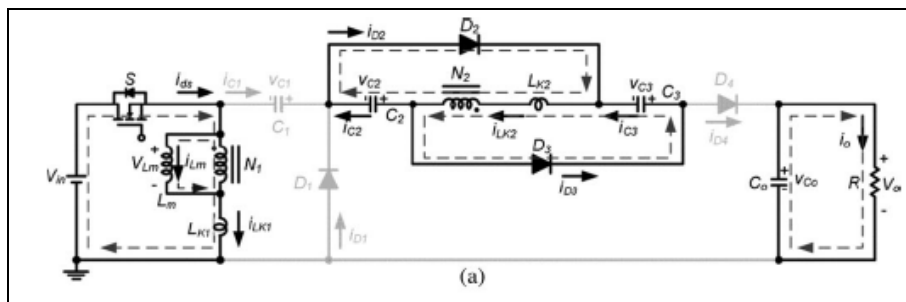 i_D2
D_2
S
i_ds
i_C1
v_C1
- +
C_1
v_C2
- +
i_C2
C_2
N_2
L_K2
i_LK2
v_C3
- +
C_3
i_C3
D_4
i_D4
D_3
i_D3
V_in
+
V_Lm
-
i_Lm
L_m
N_1
L_K1
i_LK1
D_1
i_D1
C_o
+
-
v_Co
i_o
R
+
V_o
-
(a)